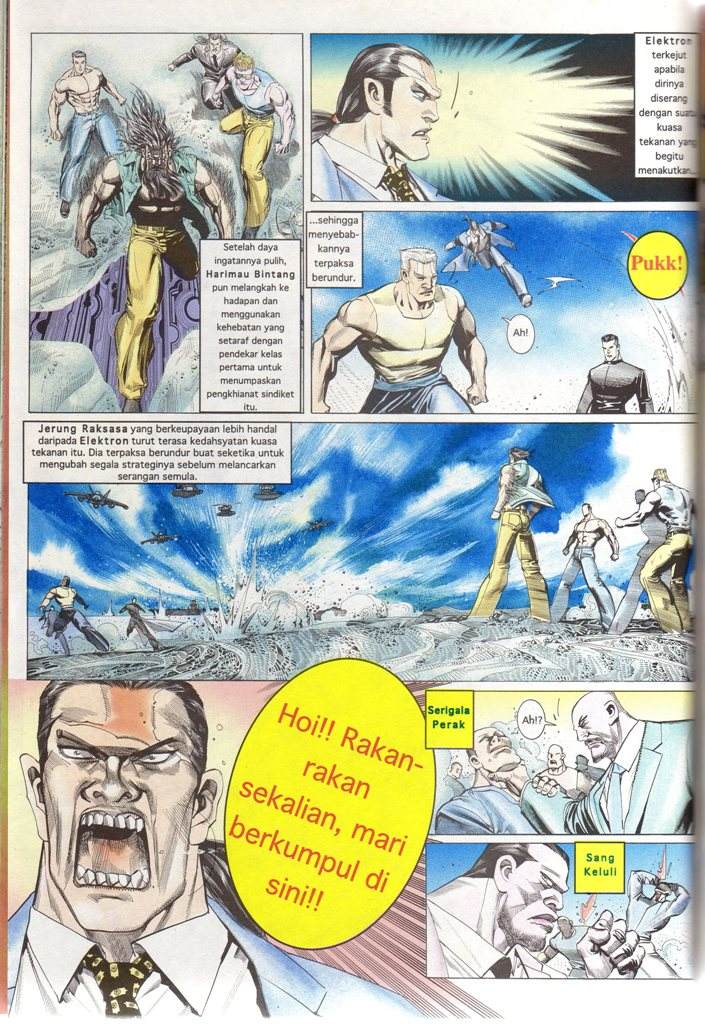 Setelah daya
ingatannya pulih,
Harimau Bintang
pun melangkah ke
hadapan dan
menggunakan
kehebatan yang
setaraf dengan
pendekar kelas
pertama untuk
menumpaskan
pengkhianat sindiket
itu.
Elektron
terkejut
apabila
dirinya
diserang
dengan suatu
kuasa
tekanan yang
begitu
menakutkan...
...sehingga
menyebab-
kannya
terpaksa
berundur.
Ah!
Pukk!
Jerung Raksasa yang berkeupayaan lebih handal
daripada Elektron turut terasa kedahsyatan kuasa
tekanan itu. Dia terpaksa berundur buat seketika untuk
mengubah segala strateginya sebelum melancarkan
serangan semula.
Hoi!! Rakan-
rakan
sekalian, mari
berkumpul di
sini!!
Serigala
Perak
Ah!?
Sang
Keluli